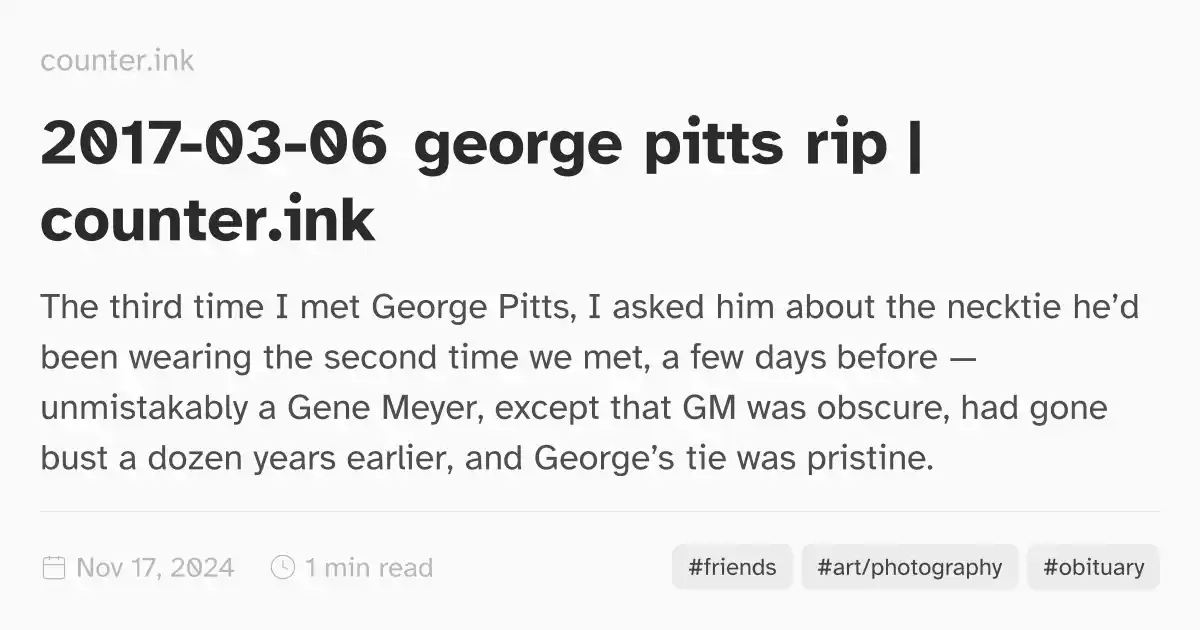 counter.ink
2017-03-06 george pitts rip |
counter.ink
The third time I met George Pitts, I asked him about the necktie he’d
been wearing the second time we met, a few days before —
unmistakably a Gene Meyer, except that GM was obscure, had gone
bust a dozen years earlier, and George’s tie was pristine.
Nov 17, 2024 1 min read #friends #art/photography #obituary